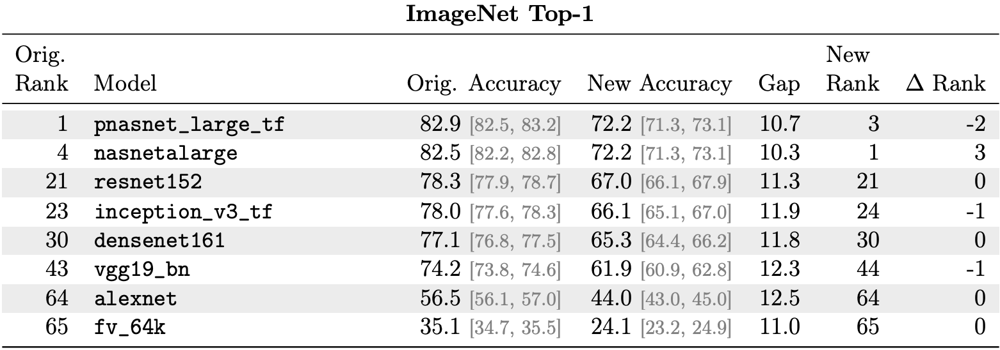 ImageNet Top-1
Orig. New
Rank Model Orig. Accuracy New Accuracy Gap Rank Δ Rank
1 pnasnet_large_tf 82.9 [82.5, 83.2] 72.2 [71.3, 73.1] 10.7 3 -2
4 nasnetalarge 82.5 [82.2, 82.8] 72.2 [71.3, 73.1] 10.3 1 3
21 resnet152 78.3 [77.9, 78.7] 67.0 [66.1, 67.9] 11.3 21 0
23 inception_v3_tf 78.0 [77.6, 78.3] 66.1 [65.1, 67.0] 11.9 24 -1
30 densenet161 77.1 [76.8, 77.5] 65.3 [64.4, 66.2] 11.8 30 0
43 vgg19_bn 74.2 [73.8, 74.6] 61.9 [60.9, 62.8] 12.3 44 -1
64 alexnet 56.5 [56.1, 57.0] 44.0 [43.0, 45.0] 12.5 64 0
65 fv_64k 35.1 [34.7, 35.5] 24.1 [23.2, 24.9] 11.0 65 0